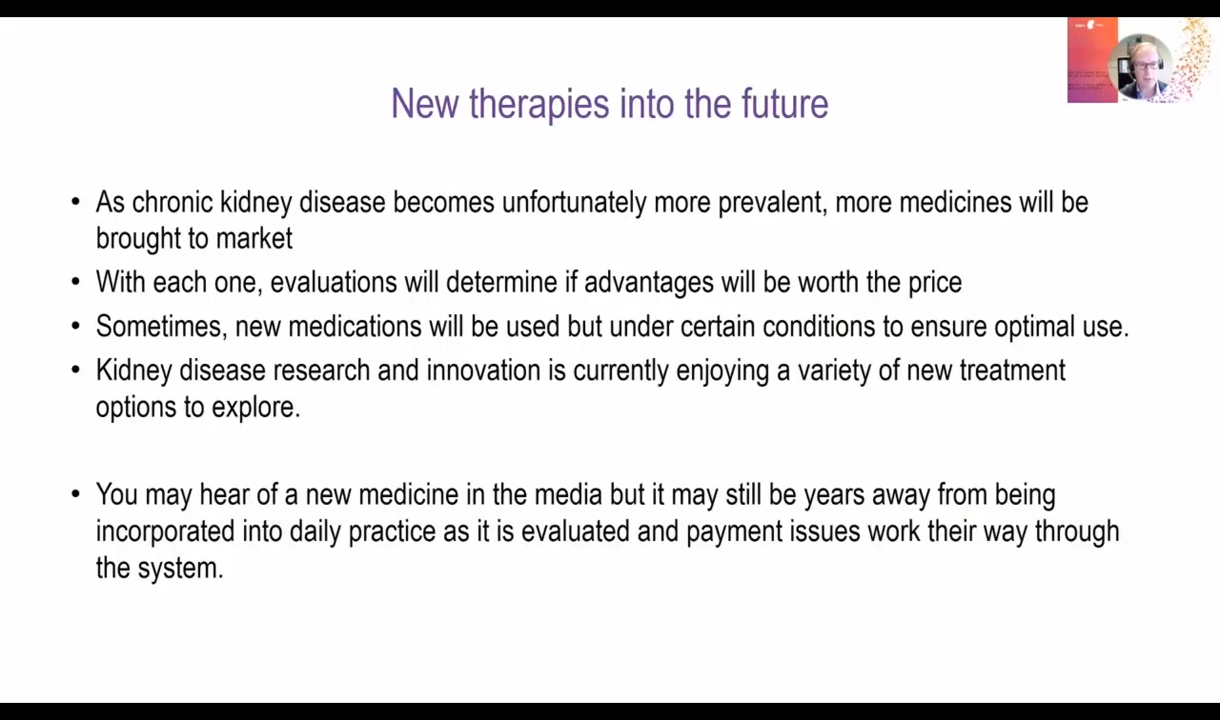 New therapies into the future
• As chronic kidney disease becomes unfortunately more prevalent, more medicines will be
brought to market
• With each one, evaluations will determine if advantages will be worth the price
• Sometimes, new medications will be used but under certain conditions to ensure optimal use.
• Kidney disease research and innovation is currently enjoying a variety of new treatment
options to explore.
• You may hear of a new medicine in the media but it may still be years away from being
incorporated into daily practice as it is evaluated and payment issues work their way through
the system.